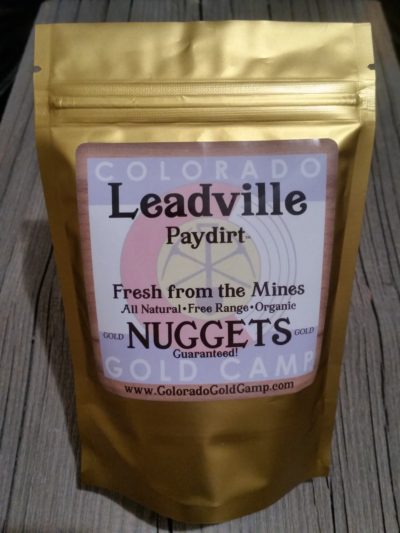 COLORADO
Leadville
Paydirt™
Fresh from the Mines
All Natural•Free Range•Organic
GOLD NUGGETS GOLD
Guaranteed!
GOLD CAMP
www.ColoradoGoldCamp.com